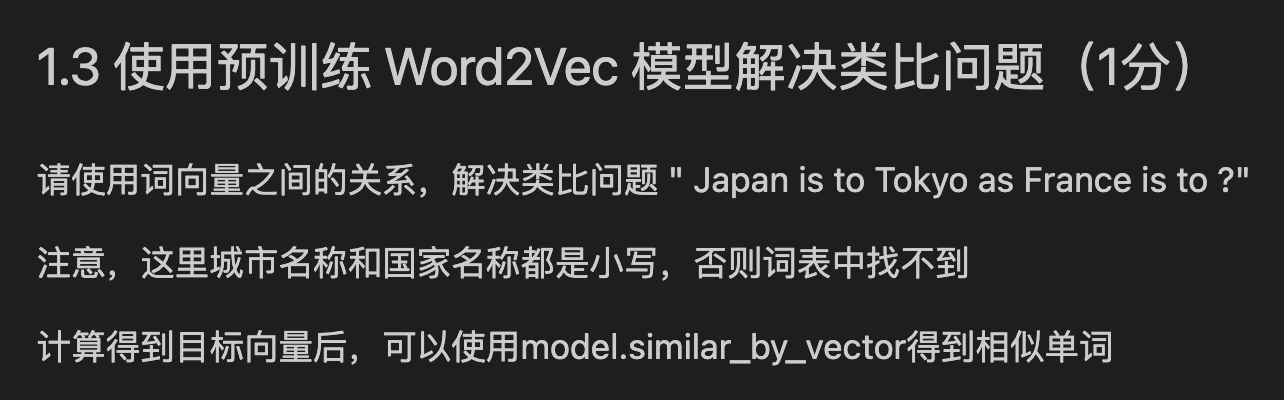 1.3 使用预训练 Word2Vec 模型解决类比问题（1分）
请使用词向量之间的关系，解决类比问题 " Japan is to Tokyo as France is to ?"
注意，这里城市名称和国家名称都是小写，否则词表中找不到
计算得到目标向量后，可以使用model.similar_by_vector得到相似单词